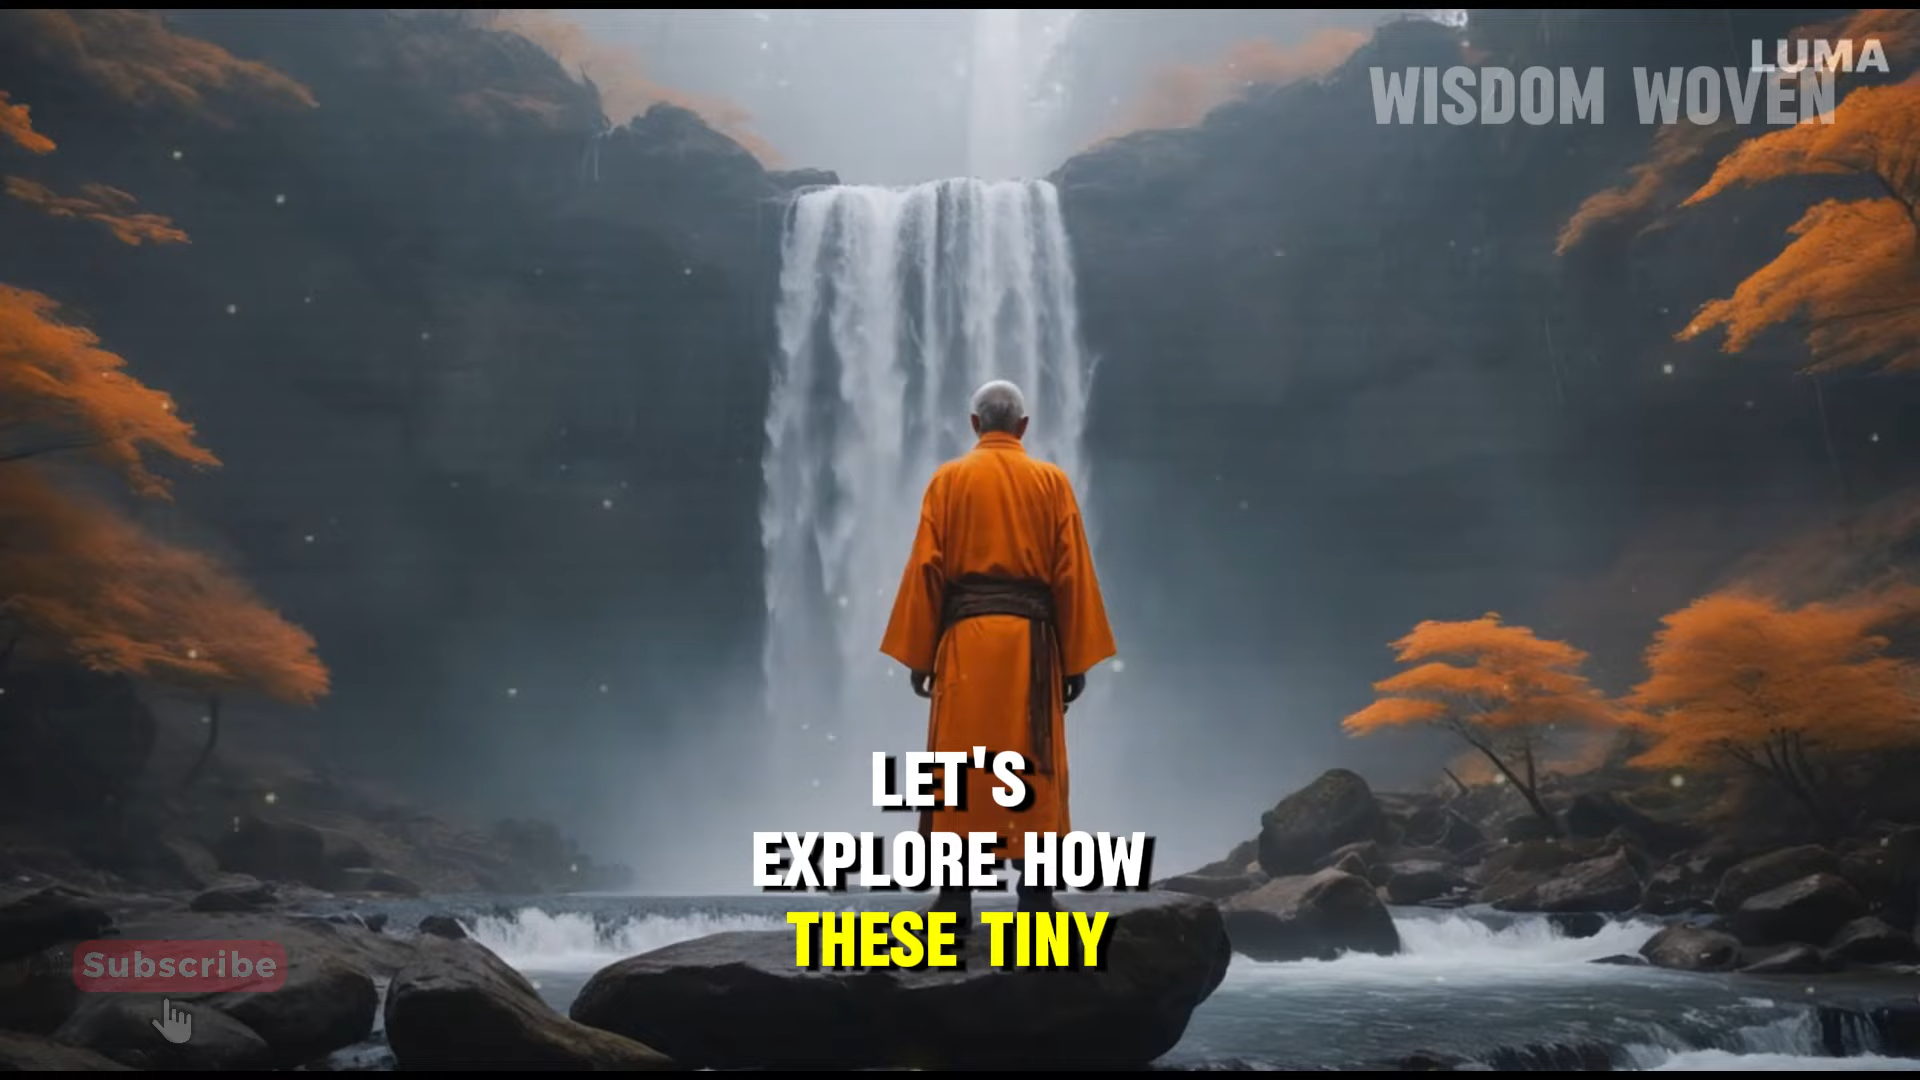 LUMA
WISDOM WOVEN
LET'S
EXPLORE HOW
THESE TINY
Subscribe